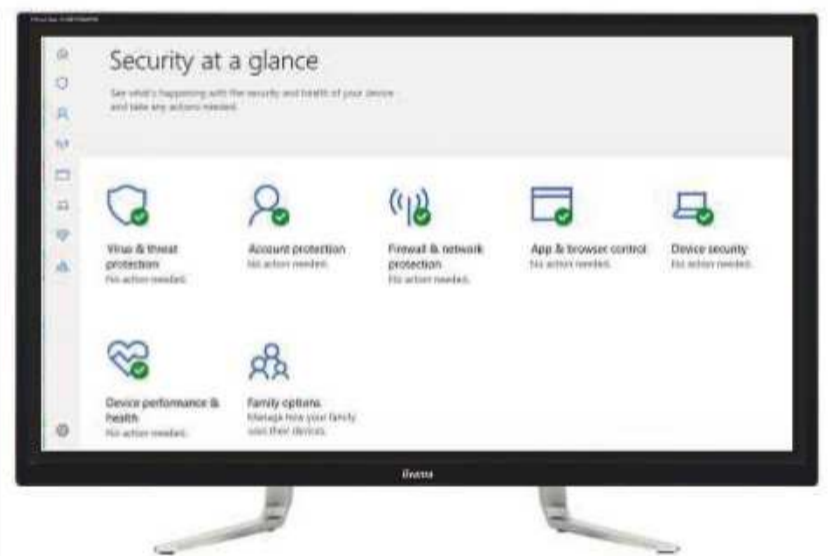 Security at a glance
See what's happening with the security and health of your device
and take any actions needed.
Virus & threat
protection
No action needed.
Account protection
No action needed.
Firewall & network
protection
No action needed.
App & browser control
No action needed.
Device security
No action needed.
Device performance &
health
No action needed.
Family options
Manage how your family
uses their devices.
iiyama